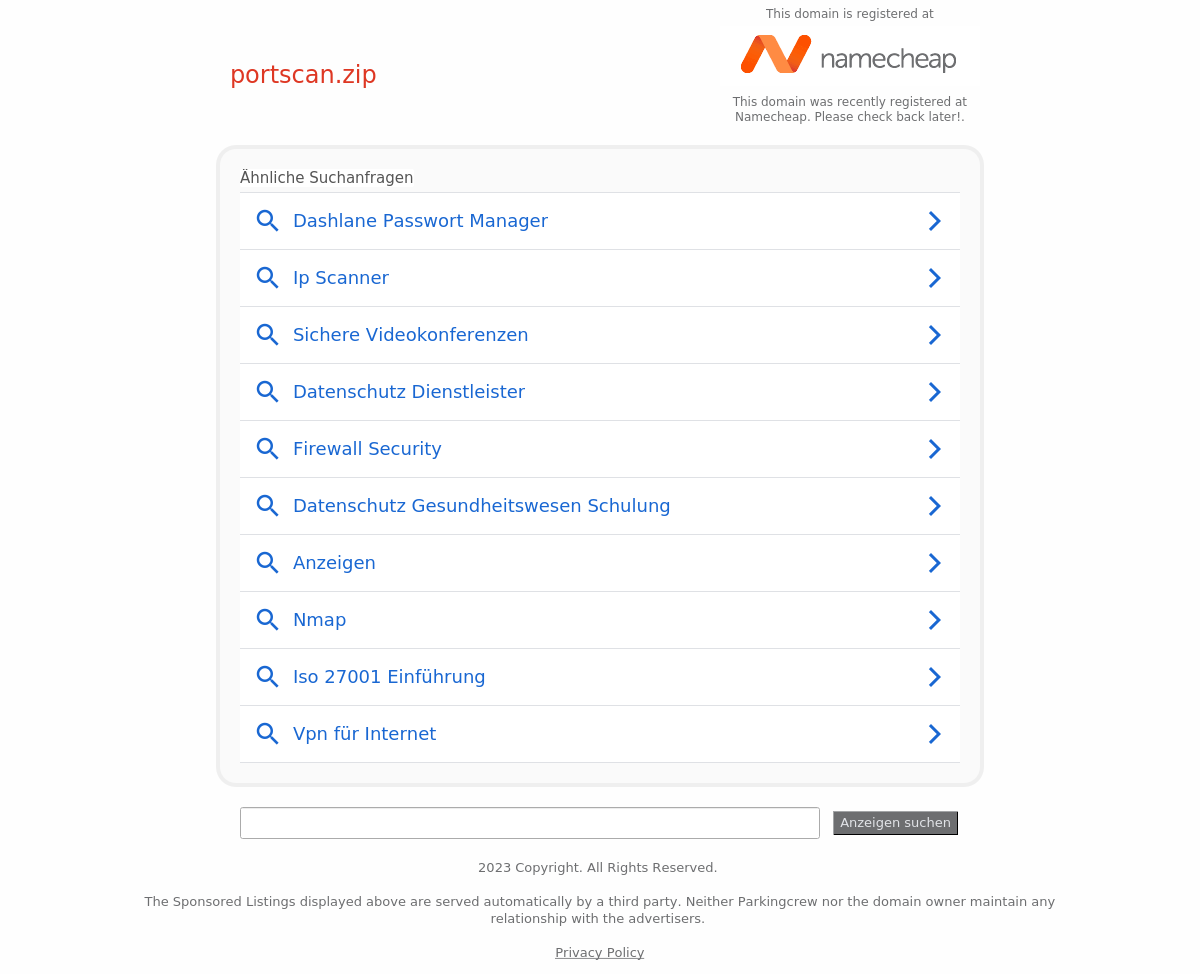 This domain is registered at
namecheap
portscan.zip
This domain was recently registered at
Namecheap. Please check back later!.
Ähnliche Suchanfragen
Dashlane Passwort Manager
Ip Scanner
Sichere Videokonferenzen
Datenschutz Dienstleister
Firewall Security
Datenschutz Gesundheitswesen Schulung
Anzeigen
Nmap
Iso 27001 Einführung
Vpn für Internet
Anzeigen suchen
2023 Copyright. All Rights Reserved.
The Sponsored Listings displayed above are served automatically by a third party. Neither Parkingcrew nor the domain owner maintain any
relationship with the advertisers.
Privacy Policy